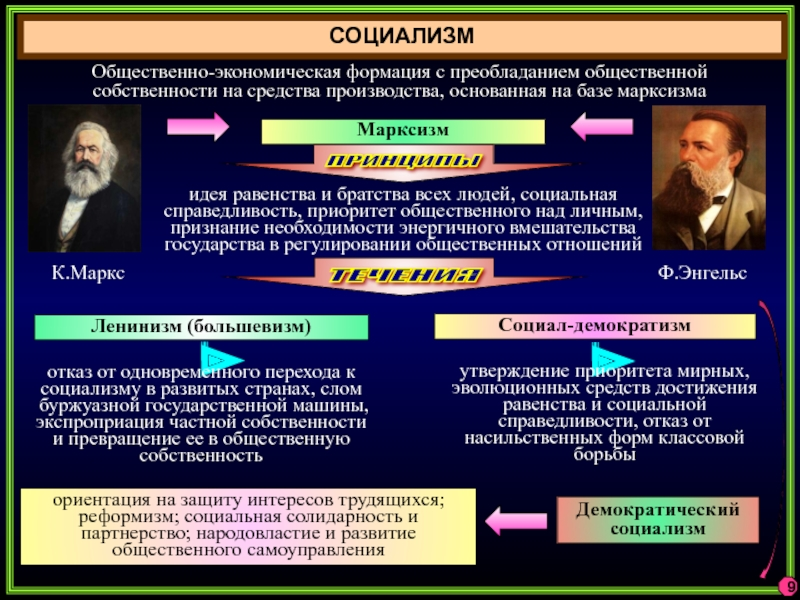 СОЦИАЛИЗМ
Общественно-экономическая формация с преобладанием общественной
собственности на средства производства, основанная на базе марксизма
Марксизм
ПРИНЦИПЫ
идея равенства и братства всех людей, социальная
справедливость, приоритет общественного над личным,
признание необходимости энергичного вмешательства
государства в регулировании общественных отношений
К.Маркс
Ф.Энгельс
ТЕЧЕНИЯ
Ленинизм (большевизм)
отказ от одновременного перехода к
социализму в развитых странах, слом
буржуазной государственной машины,
экспроприация частной собственности
и превращение ее в общественную
собственность
Социал-демократизм
утверждение приоритета мирных,
эволюционных средств достижения
равенства и социальной
справедливости, отказ от
насильственных форм классовой
борьбы
ориентация на защиту интересов трудящихся;
реформизм; социальная солидарность и
партнерство; народовластие и развитие
общественного самоуправления
Демократический
социализм
9